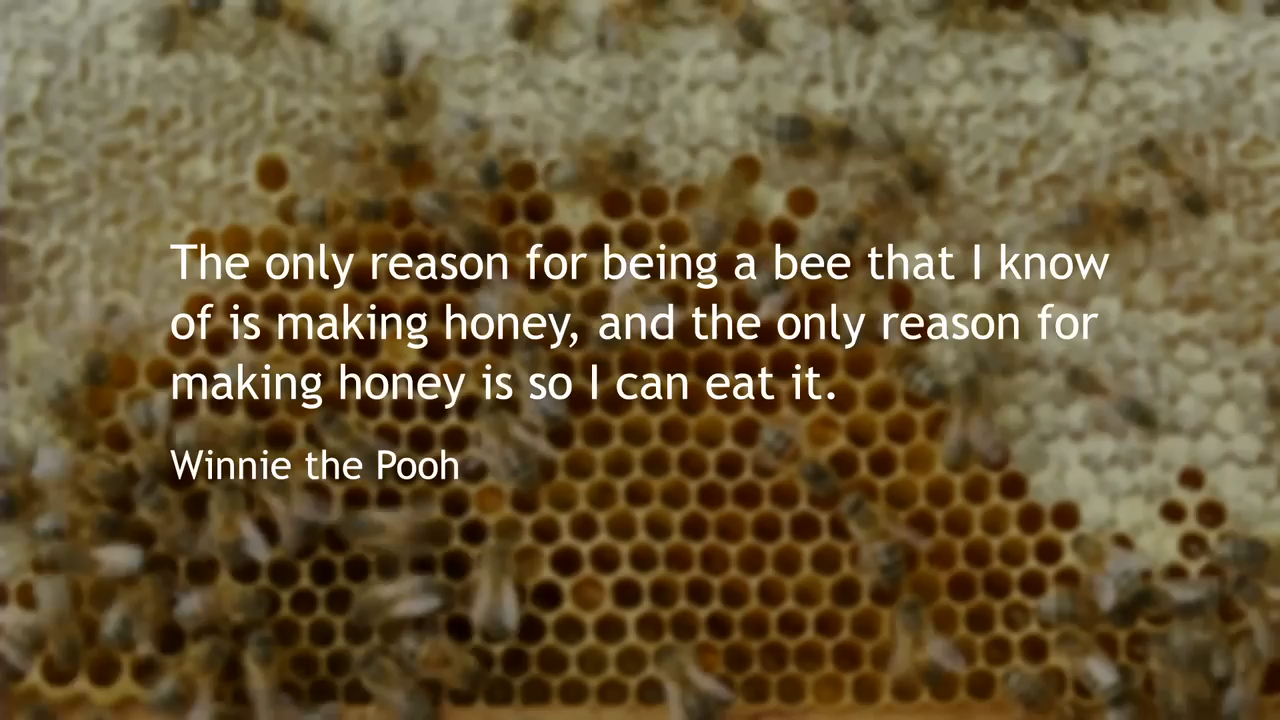 The only reason for being a bee that I know
of is making honey, and the only reason for
making honey is so I can eat it.
Winnie the Pooh